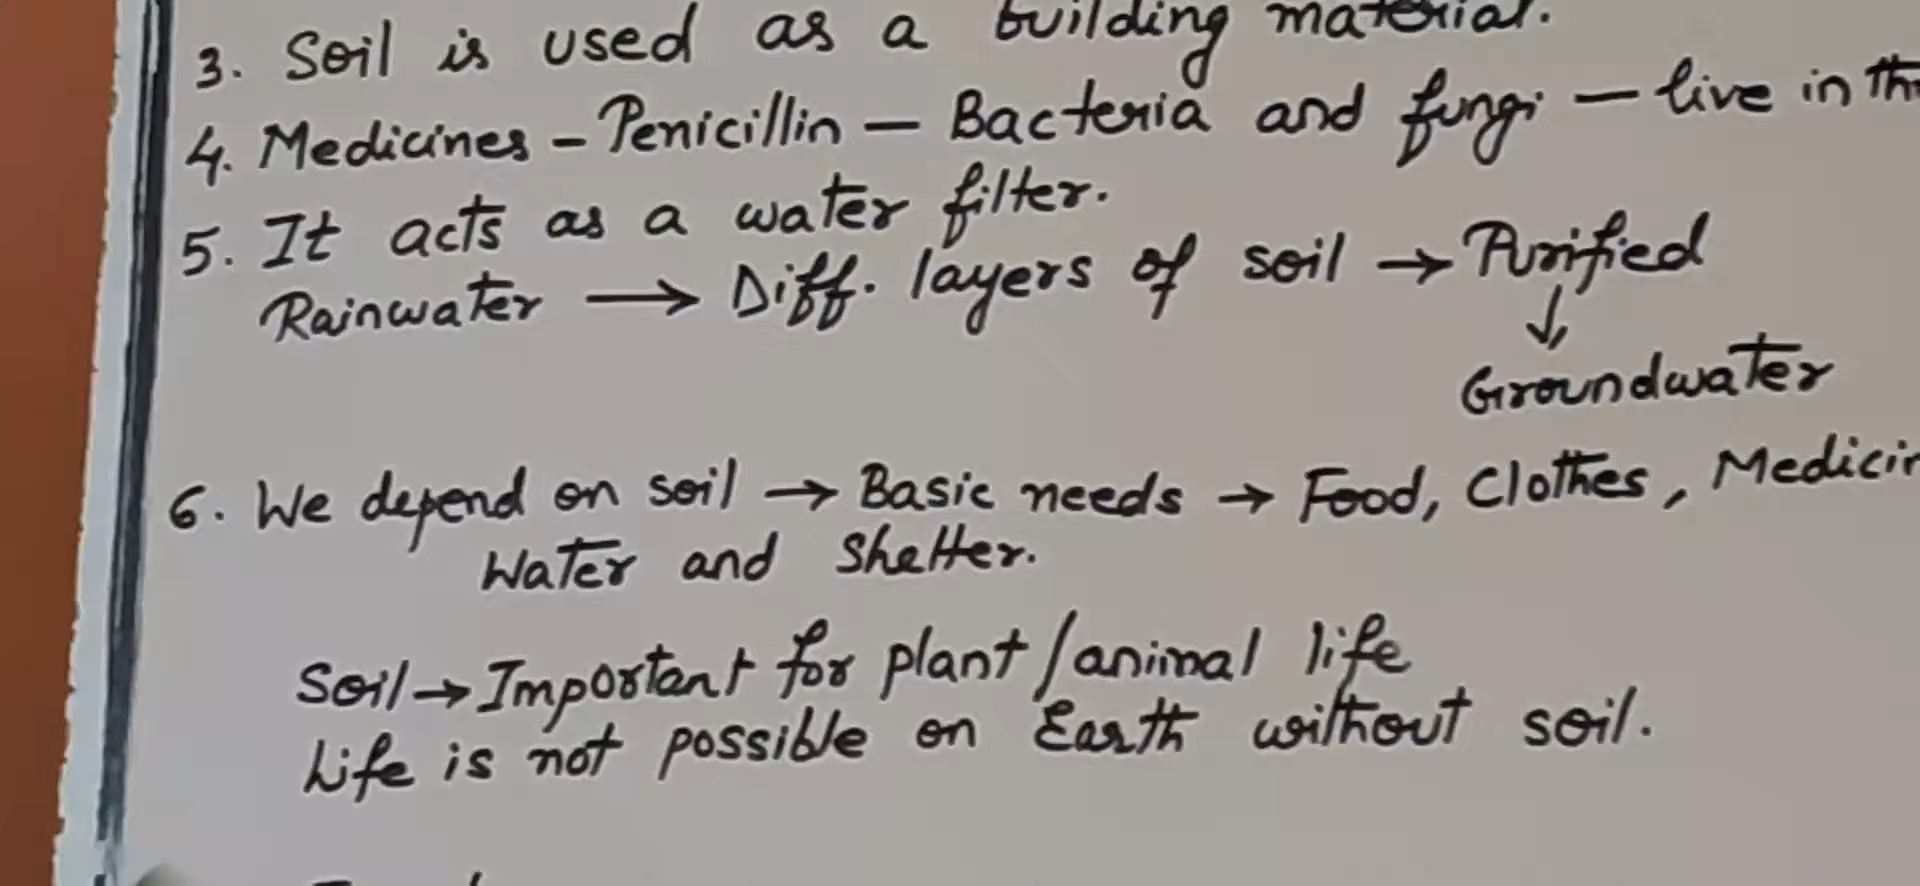 3. Soil is used as a building material.
4. Medicines - Penicillin - Bacteria and fungi - live in
5. It acts as a water filter.
Rainwater → Diff. layers of soil → Purified
↓
Groundwater
6. We depend on soil → Basic needs → Food, Clothes,
Water and Shelter.
Soil → Important for plant/animal life
Life is not possible on Earth without soil.